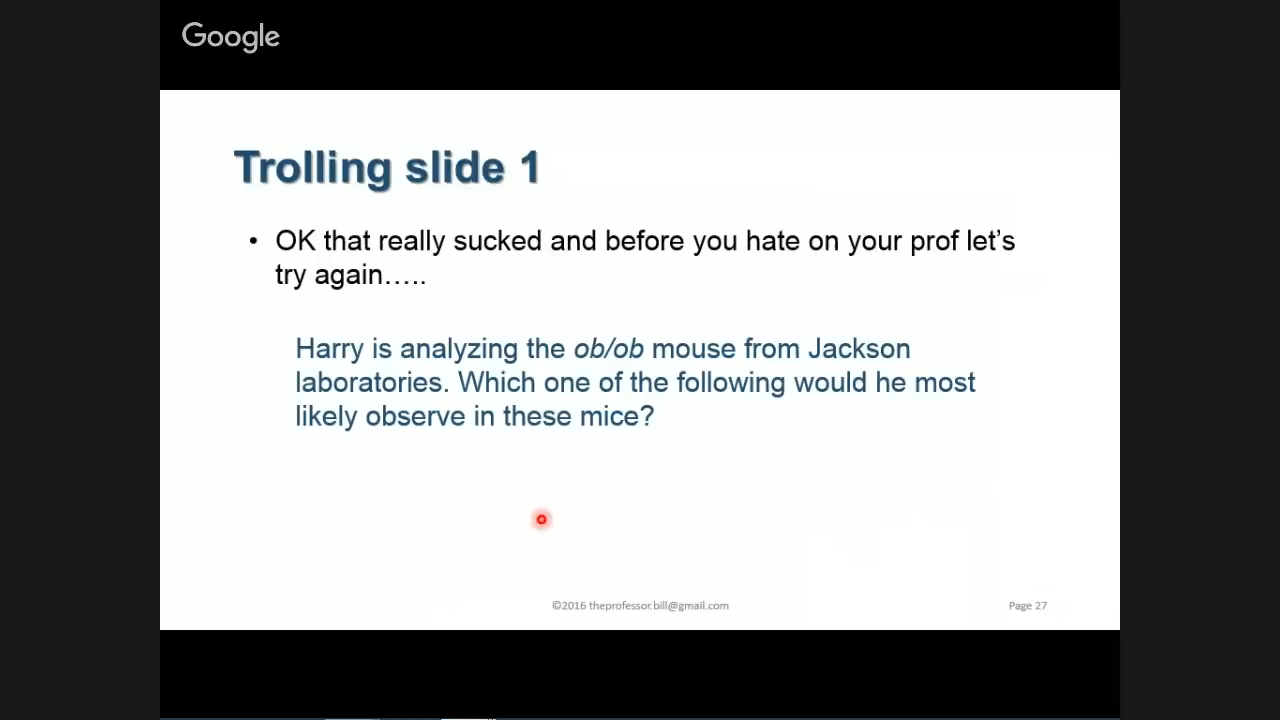 Google
Trolling slide 1
• OK that really sucked and before you hate on your prof let’s
try again…..
Harry is analyzing the ob/ob mouse from Jackson
laboratories. Which one of the following would he most
likely observe in these mice?
©2016 theprofessor.bill@gmail.com
Page 27